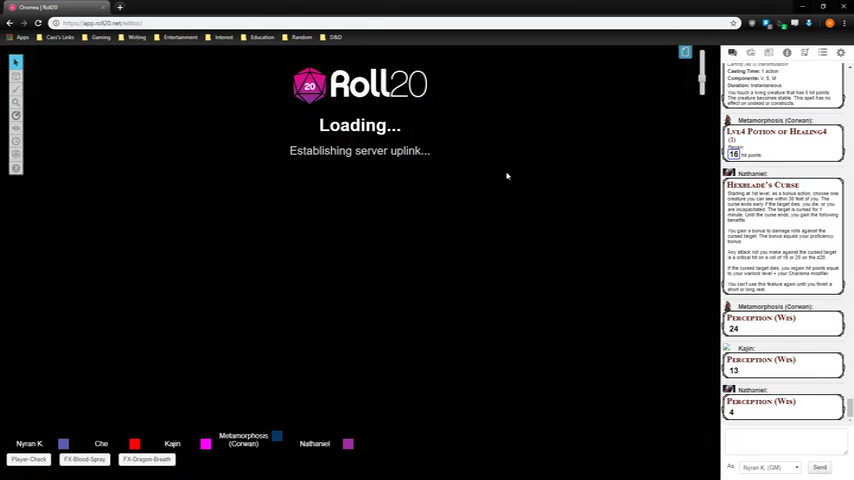 Oromea | Roll20
https://app.roll20.net/editor/
Apps Cass's Links Gaming Writing Entertainment Interest Education Random D&D
20
Roll20
Loading...
Establishing server uplink...
Casting Time: 1 action
Components: V, S, M
Duration: Instantaneous
You touch a living creature that has 0 hit points.
The creature becomes stable. This spell has no
effect on undead or constructs.
Metamorphosis (Corwan):
Lvl4 Potion of Healing4
(1)
Regain
16 hit points
Nathaniel:
Hexblade's Curse
Starting at 1st level, as a bonus action, choose one
creature you can see within 30 feet of you. The
curse ends early if the target dies, you die, or you
are incapacitated. The target is cursed for 1
minute. Until the curse ends, you gain the following
benefits:
You gain a bonus to damage rolls against the
cursed target. The bonus equals your proficiency
bonus.
Any attack roll you make against the cursed target
is a critical hit on a roll of 19 or 20 on the d20
If the cursed target dies, you regain hit points equal
to your warlock level + your Charisma modifier.
You can't use this feature again until you finish a
short or long rest.
Metamorphosis (Corwan):
Perception (Wis)
24
Kajin:
Perception (Wis)
13
Nathaniel:
Perception (Wis)
4
Nyran K. Che Kajin Metamorphosis
(Corwan) Nathaniel
Player-Check FX-Blood-Spray FX-Dragon-Breath
As: Nyran K. (GM) Send